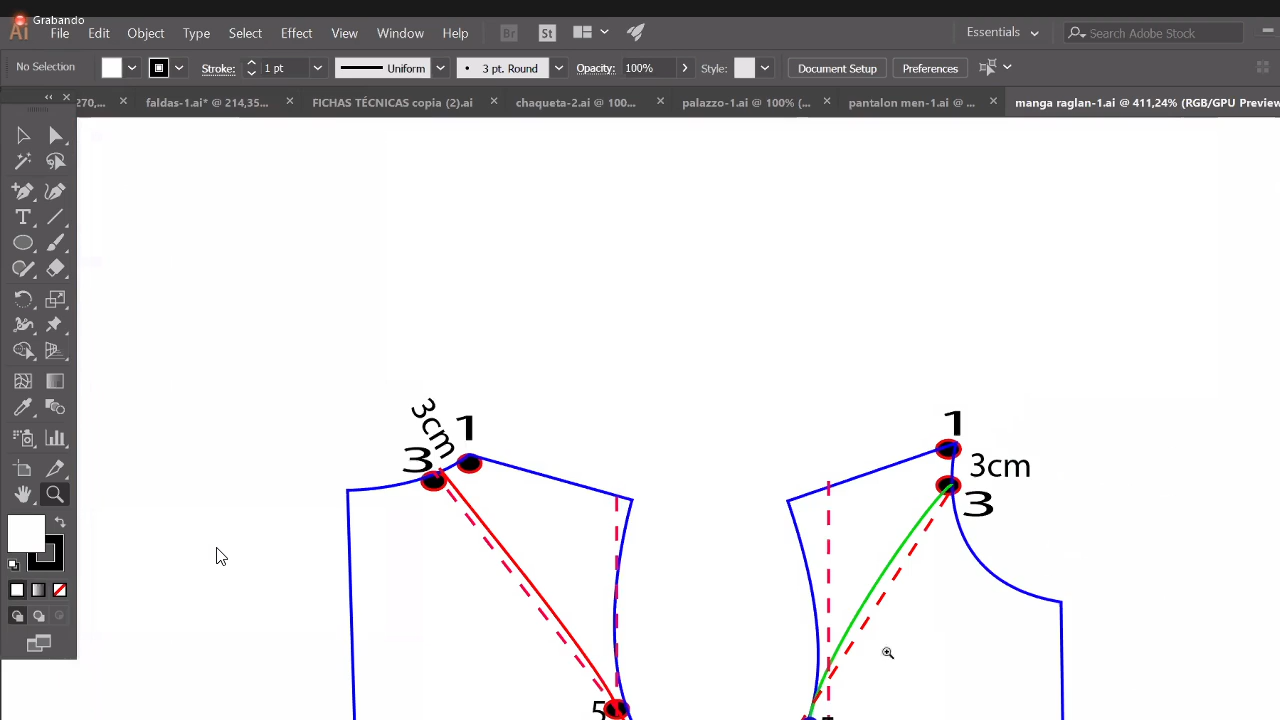 Grabando
Ai File Edit Object Type Select Effect View Window Help Br St Essentials Search Adobe Stock
No Selection Stroke: 1 pt Uniform 3 pt. Round Opacity: 100% Style: Document Setup Preferences
270,... faldas-1.ai* @ 214,35... FICHAS TÉCNICAS copia (2).ai chaqueta-2.ai @ 100... palazzo-1.ai @ 100% (... pantalon men-1.ai @ ... manga raglan-1.ai @ 411,24% (RGB/GPU Preview
3cm
1
3
1
3cm
3
5